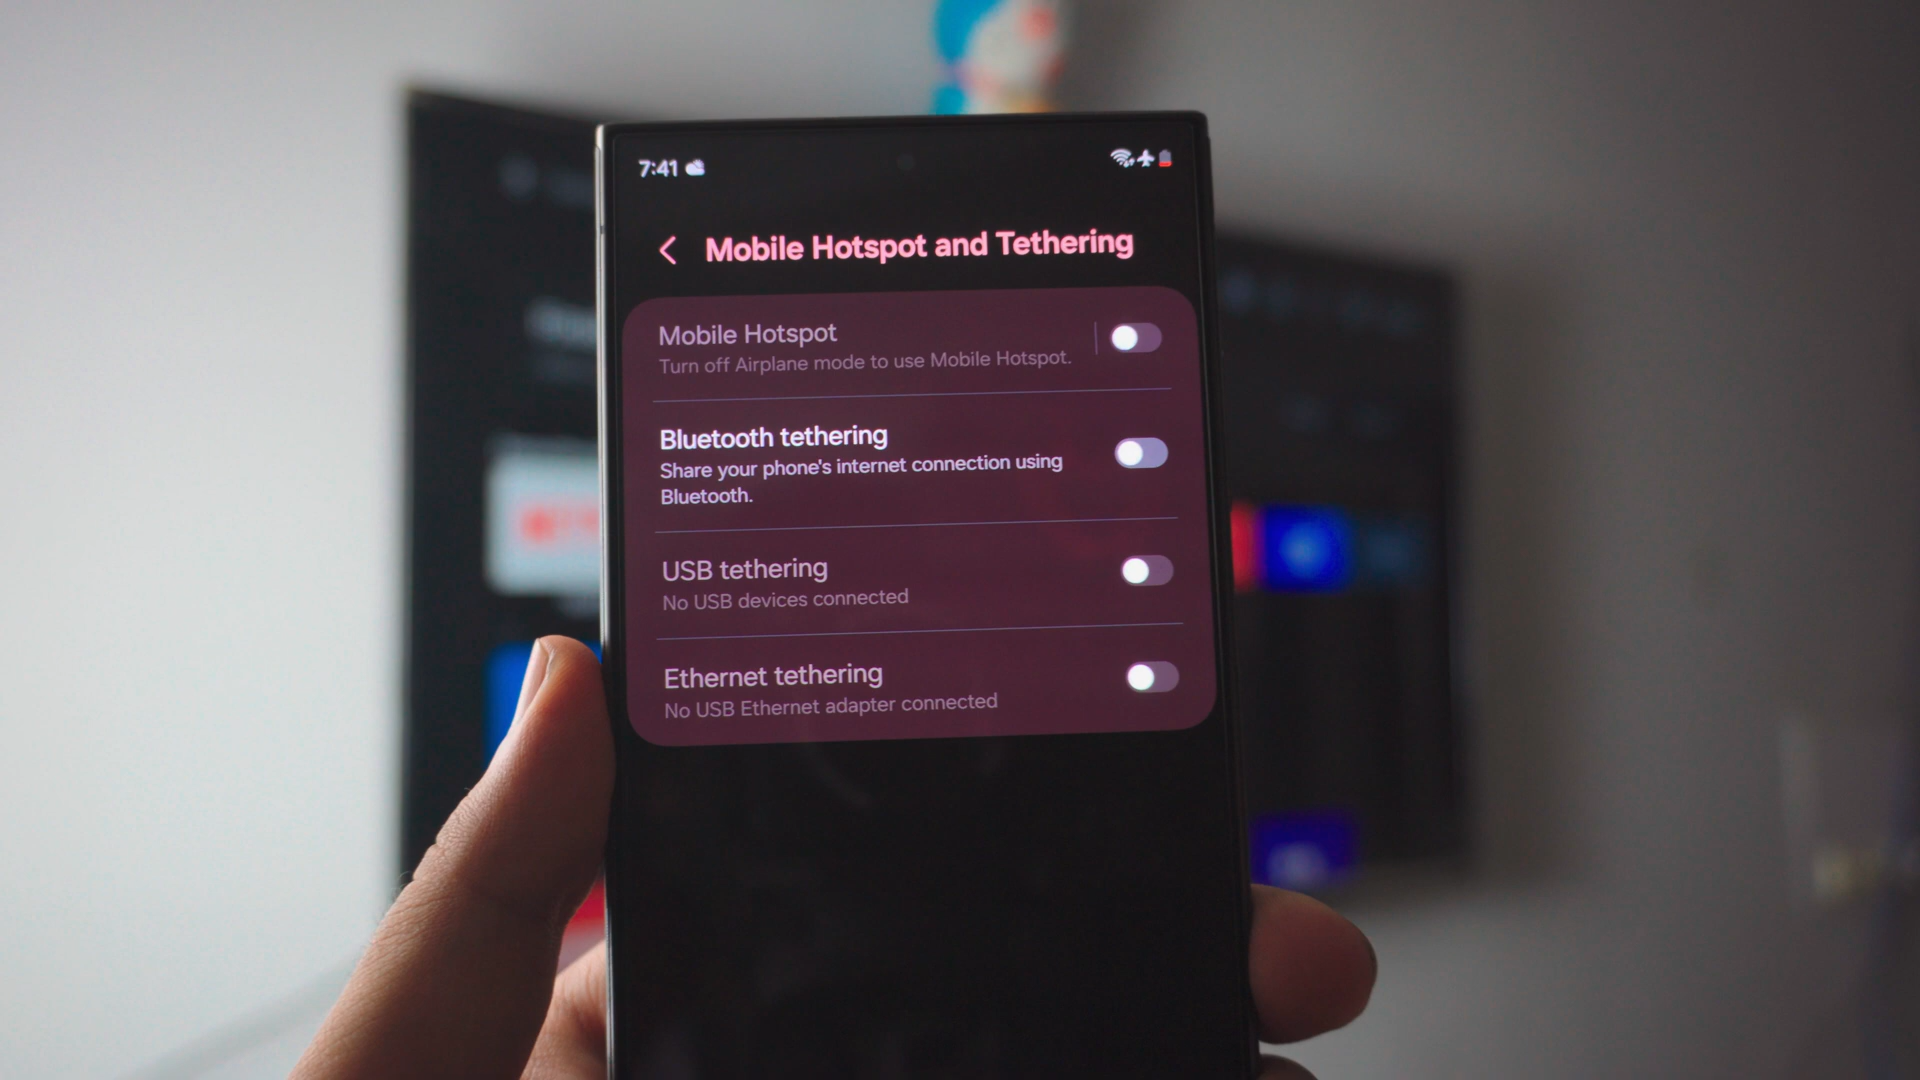 7:41
Mobile Hotspot and Tethering
Mobile Hotspot
Turn off Airplane mode to use Mobile Hotspot.
Bluetooth tethering
Share your phone's internet connection using
Bluetooth.
USB tethering
No USB devices connected
Ethernet tethering
No USB Ethernet adapter connected